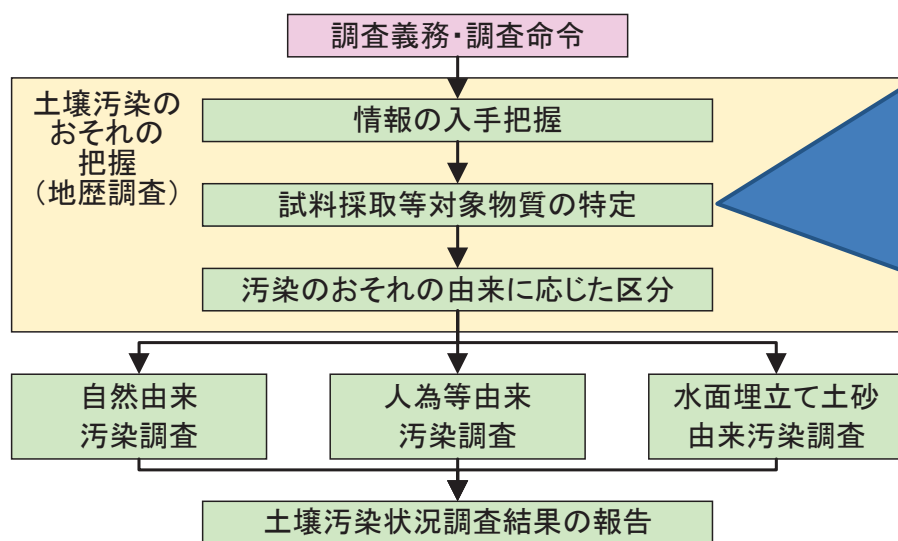 調査義務・調査命令
土壌汚染の
おそれの
把握
（地歴調査）
情報の入手把握
試料採取等対象物質の特定
汚染のおそれの由来に応じた区分
自然由来
汚染調査
人為等由来
汚染調査
水面埋立て土砂
由来汚染調査
土壌汚染状況調査結果の報告